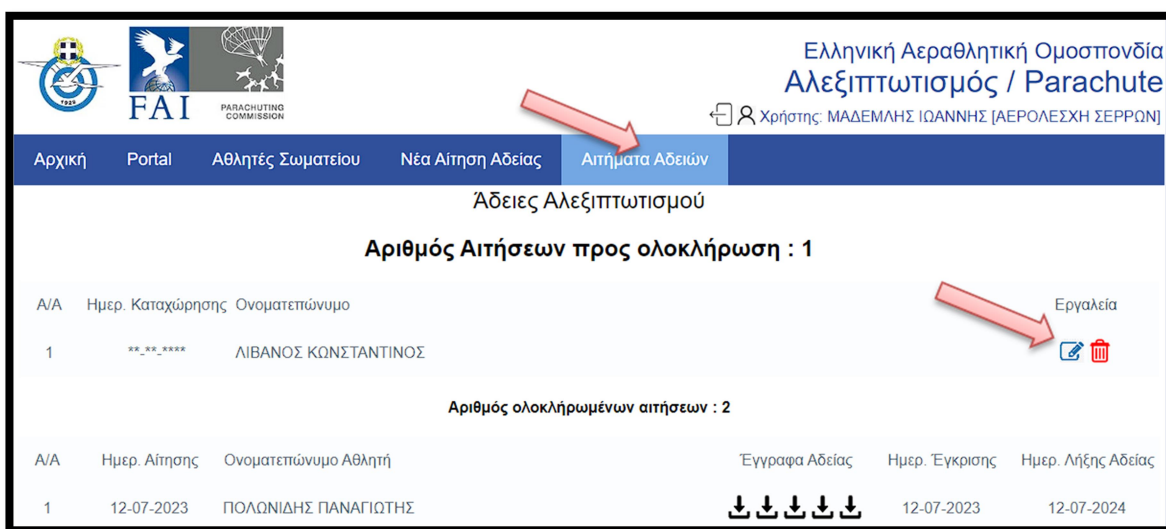 1928
FAI
PARACHUTING
COMMISSION
Ελληνική Αεραθλητική Ομοσπονδία
Αλεξιπτωτισμός / Parachute
Χρήστης: ΜΑΔΕΜΛΗΣ ΙΩΑΝΝΗΣ [ΑΕΡΟΛΕΣΧΗ ΣΕΡΡΩΝ]
Αρχική Portal Αθλητές Σωματείου Νέα Αίτηση Αδείας Αιτήματα Αδειών
Άδειες Αλεξιπτωτισμού
Αριθμός Αιτήσεων προς ολοκλήρωση : 1
Α/Α Ημερ. Καταχώρησης Ονοματεπώνυμο Εργαλεία
1 **-**-**** ΛΙΒΑΝΟΣ ΚΩΝΣΤΑΝΤΙΝΟΣ
Αριθμός ολοκλήρωμένων αιτήσεων : 2
Α/Α Ημερ. Αίτησης Ονοματεπώνυμο Αθλητή Έγγραφα Αδείας Ημερ. Έγκρισης Ημερ. Λήξης Αδείας
1 12-07-2023 ΠΟΛΩΝΙΔΗΣ ΠΑΝΑΓΙΩΤΗΣ 12-07-2023 12-07-2024